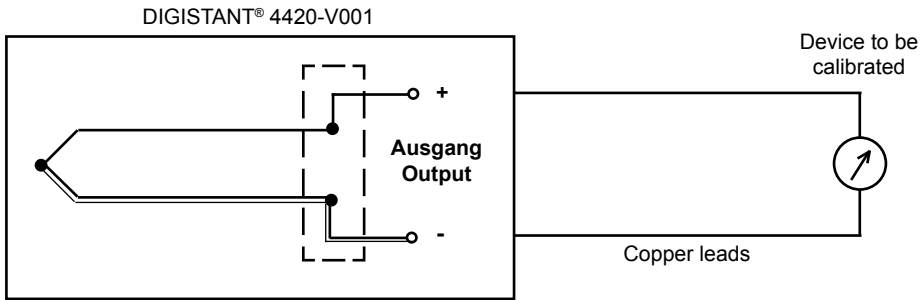 DIGISTANT® 4420-V001
Device to be
calibrated
+
Ausgang
Output
-
Copper leads